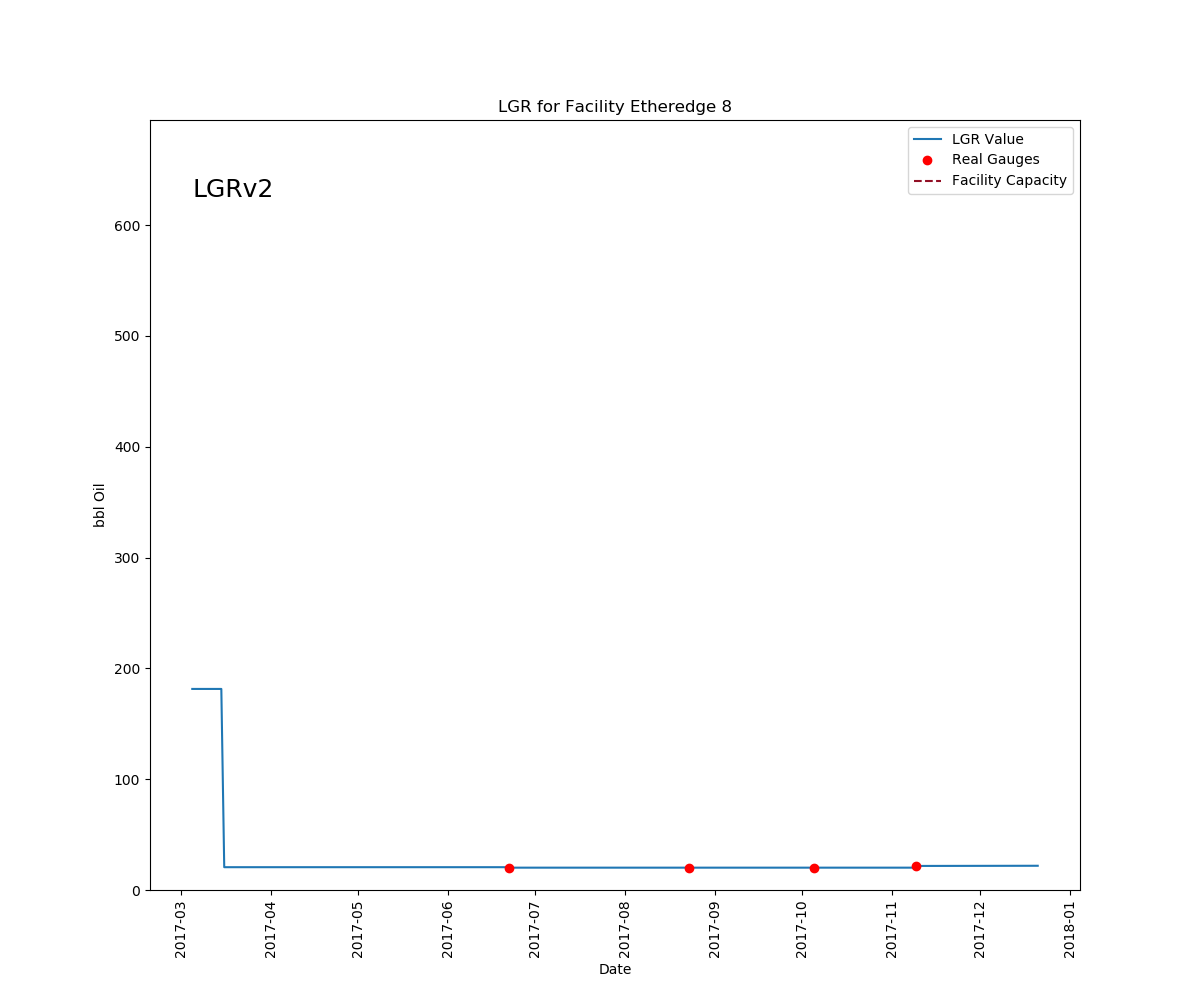 LGR for Facility Etheredge 8
LGRv2
LGR Value
Real Gauges
Facility Capacity
bbl Oil
600
500
400
300
200
100
0
2017-03
2017-04
2017-05
2017-06
2017-07
2017-08
2017-09
2017-10
2017-11
2017-12
2018-01
Date